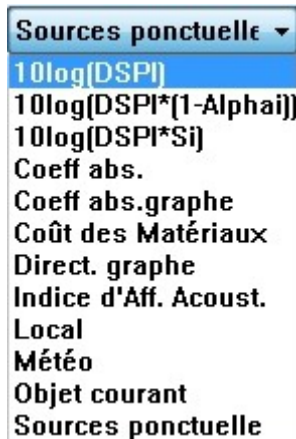 Sources ponctuelle
10log(DSPI)
10log(DSPI*(1-Alphai))
10log(DSPI*Si)
Coeff abs.
Coeff abs.graphe
Coût des Matériaux
Direct. graphe
Indice d'Aff. Acoust.
Local
Météo
Objet courant
Sources ponctuelle